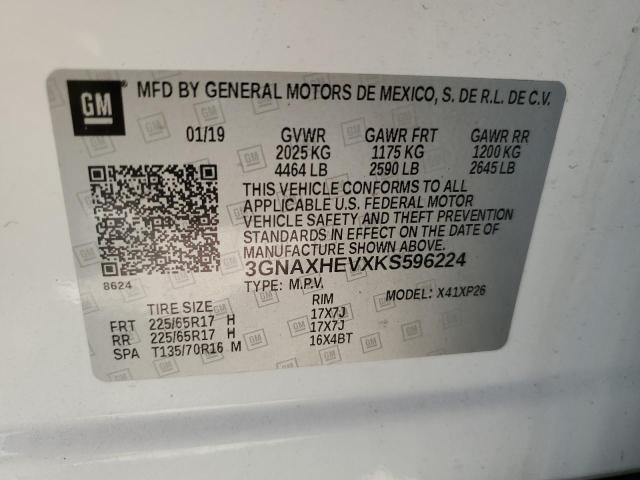 GM MFD BY GENERAL MOTORS DE MEXICO, S. DE R.L. DE C.V.
01/19 GVWR GAWR FRT GAWR RR
2025 KG 1175 KG 1200 KG
4464 LB 2590 LB 2645 LB
THIS VEHICLE CONFORMS TO ALL
APPLICABLE U.S. FEDERAL MOTOR
VEHICLE SAFETY AND THEFT PREVENTION
STANDARDS IN EFFECT ON THE DATE OF
MANUFACTURE SHOWN ABOVE.
3GNAXHEVXKS596224
8624
TYPE: M.P.V. MODEL: X41XP26
TIRE SIZE RIM
FRT 225/65R17 H 17X7J
RR 225/65R17 H 17X7J
SPA T135/70R16 M 16X4BT